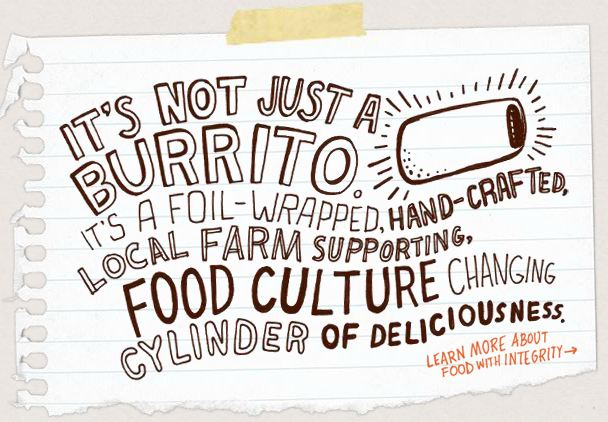 IT'S NOT JUST A
BURRITO.
IT'S A FOIL-WRAPPED, HAND-CRAFTED,
LOCAL FARM SUPPORTING,
FOOD CULTURE CHANGING
CYLINDER OF DELICIOUSNESS.
LEARN MORE ABOUT
FOOD WITH INTEGRITY→